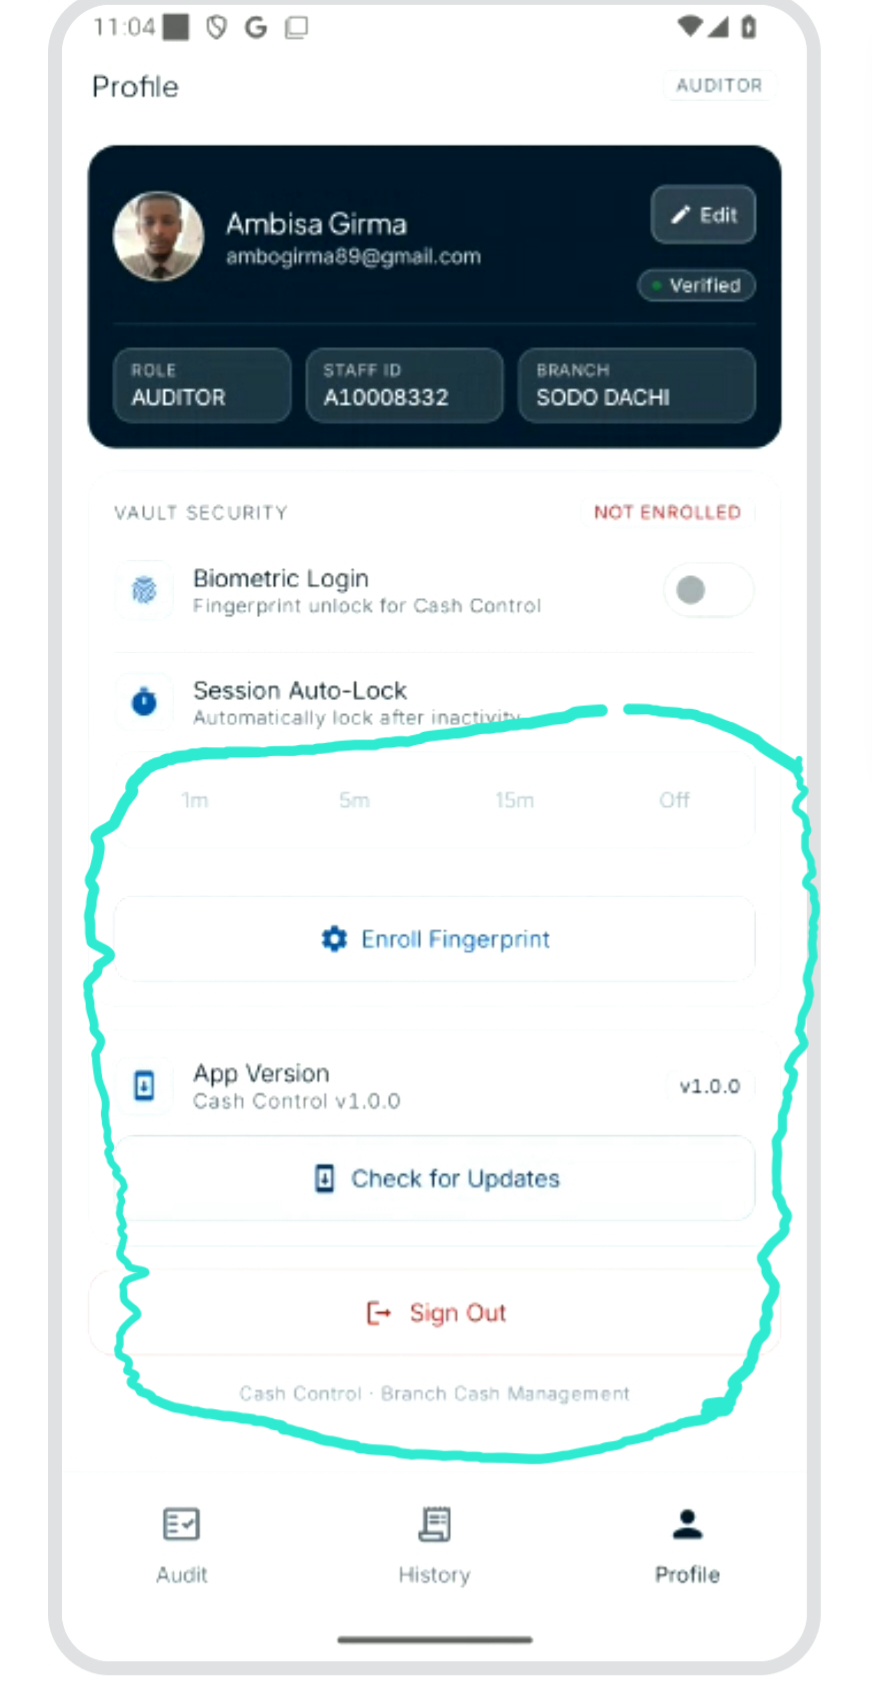 11:04
Profile
AUDITOR
Ambisa Girma
ambogirma89@gmail.com
Edit
Verified
ROLE
AUDITOR
STAFF ID
A10008332
BRANCH
SODO DACHI
VAULT SECURITY
NOT ENROLLED
Biometric Login
Fingerprint unlock for Cash Control
Session Auto-Lock
Automatically lock after inactivity
1m
5m
15m
Off
Enroll Fingerprint
App Version
Cash Control v1.0.0
v1.0.0
Check for Updates
Sign Out
Cash Control · Branch Cash Management
Audit
History
Profile